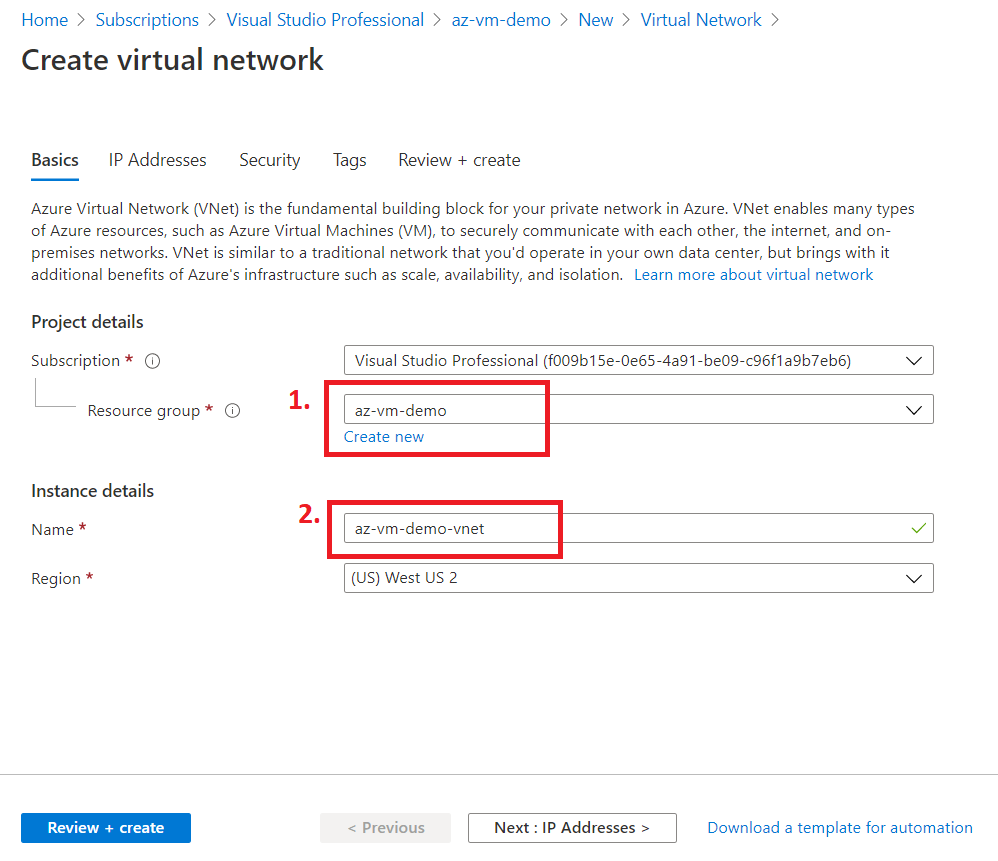 Home > Subscriptions > Visual Studio Professional > az-vm-demo > New > Virtual Network >
Create virtual network
Basics IP Addresses Security Tags Review + create
Azure Virtual Network (VNet) is the fundamental building block for your private network in Azure. VNet enables many types
of Azure resources, such as Azure Virtual Machines (VM), to securely communicate with each other, the internet, and on-
premises networks. VNet is similar to a traditional network that you'd operate in your own data center, but brings with it
additional benefits of Azure's infrastructure such as scale, availability, and isolation. Learn more about virtual network
Project details
Subscription * Visual Studio Professional (f009b15e-0e65-4a91-be09-c96f1a9b7eb6)
1.
Resource group * az-vm-demo
Create new
Instance details
2.
Name * az-vm-demo-vnet
Region * (US) West US 2
Review + create < Previous Next : IP Addresses > Download a template for automation